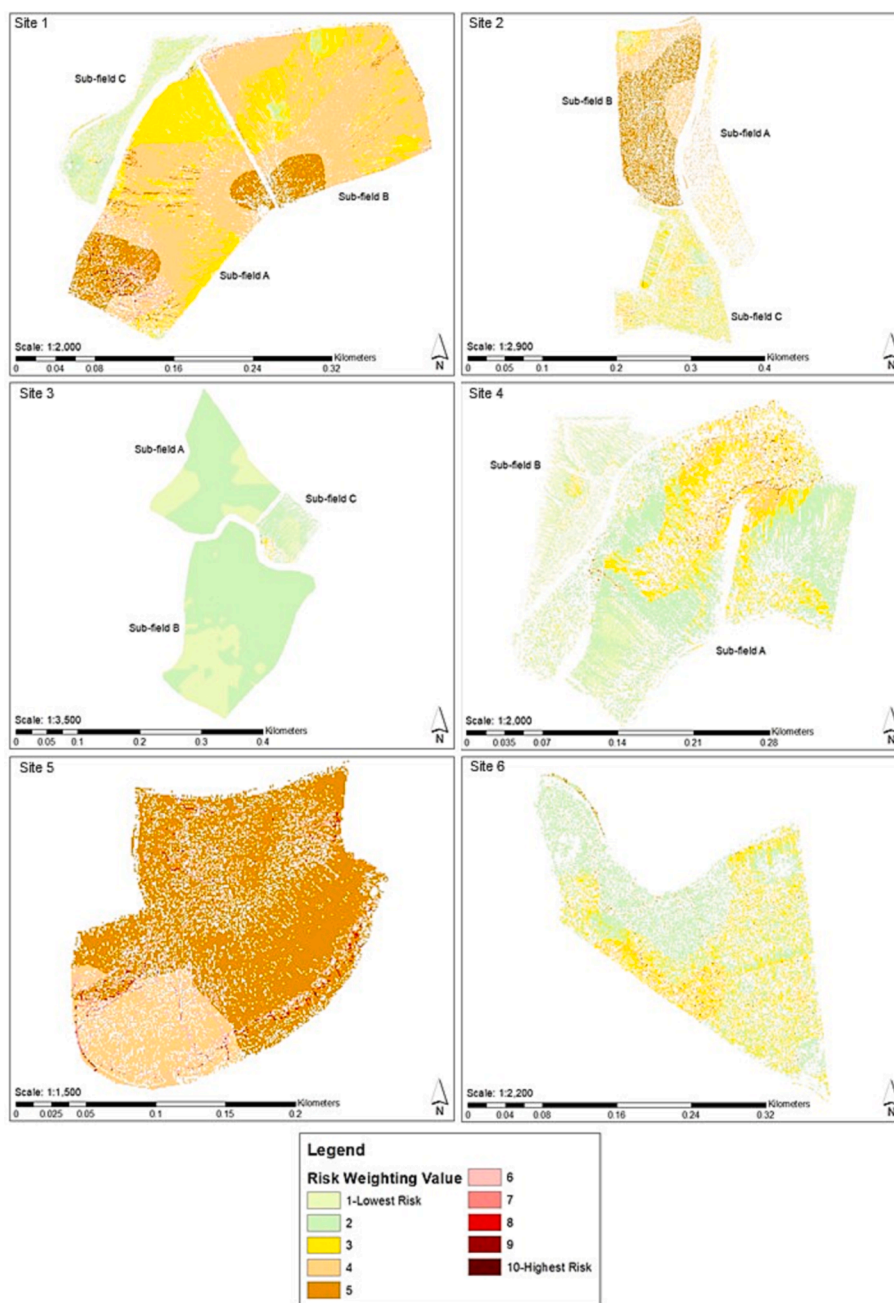 Site 1
Sub-field C
Sub-field B
Sub-field A
Scale: 1:2,000
Kilometers
0 0.04 0.08 0.16 0.24 0.32
N
Site 2
Sub-field B
Sub-field A
Sub-field C
Scale: 1:2,900
Kilometers
0 0.05 0.1 0.2 0.3 0.4
N
Site 3
Sub-field A
Sub-field C
Sub-field B
Scale: 1:3,500
Kilometers
0 0.05 0.1 0.2 0.3 0.4
N
Site 4
Sub-field B
Sub-field A
Scale: 1:2,000
Kilometers
0 0.035 0.07 0.14 0.21 0.28
N
Site 5
Scale: 1:1,500
Kilometers
0 0.025 0.05 0.1 0.15 0.2
N
Site 6
Scale: 1:2,200
Kilometers
0 0.04 0.08 0.16 0.24 0.32
N
Legend
Risk Weighting Value
1-Lowest Risk
2
3
4
5
6
7
8
9
10-Highest Risk